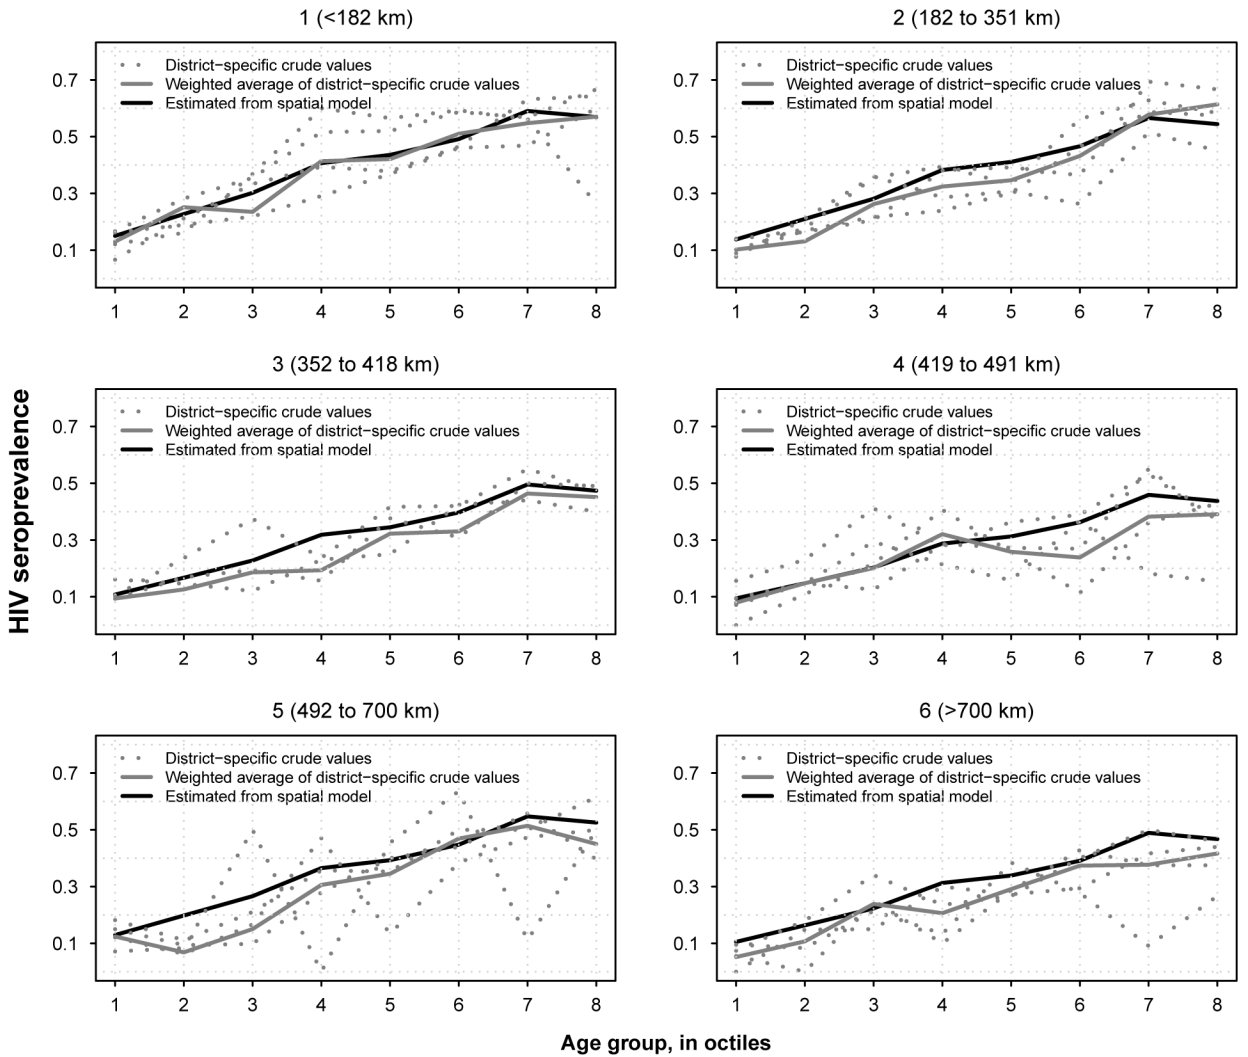 1 (<182 km)
District−specific crude values
Weighted average of district−specific crude values
Estimated from spatial model
0.7
0.5
0.3
0.1
1 2 3 4 5 6 7 8
2 (182 to 351 km)
District−specific crude values
Weighted average of district−specific crude values
Estimated from spatial model
0.7
0.5
0.3
0.1
1 2 3 4 5 6 7 8
3 (352 to 418 km)
District−specific crude values
Weighted average of district−specific crude values
Estimated from spatial model
0.7
0.5
0.3
0.1
1 2 3 4 5 6 7 8
4 (419 to 491 km)
District−specific crude values
Weighted average of district−specific crude values
Estimated from spatial model
0.7
0.5
0.3
0.1
1 2 3 4 5 6 7 8
HIV seroprevalence
5 (492 to 700 km)
District−specific crude values
Weighted average of district−specific crude values
Estimated from spatial model
0.7
0.5
0.3
0.1
1 2 3 4 5 6 7 8
6 (>700 km)
District−specific crude values
Weighted average of district−specific crude values
Estimated from spatial model
0.7
0.5
0.3
0.1
1 2 3 4 5 6 7 8
Age group, in octiles